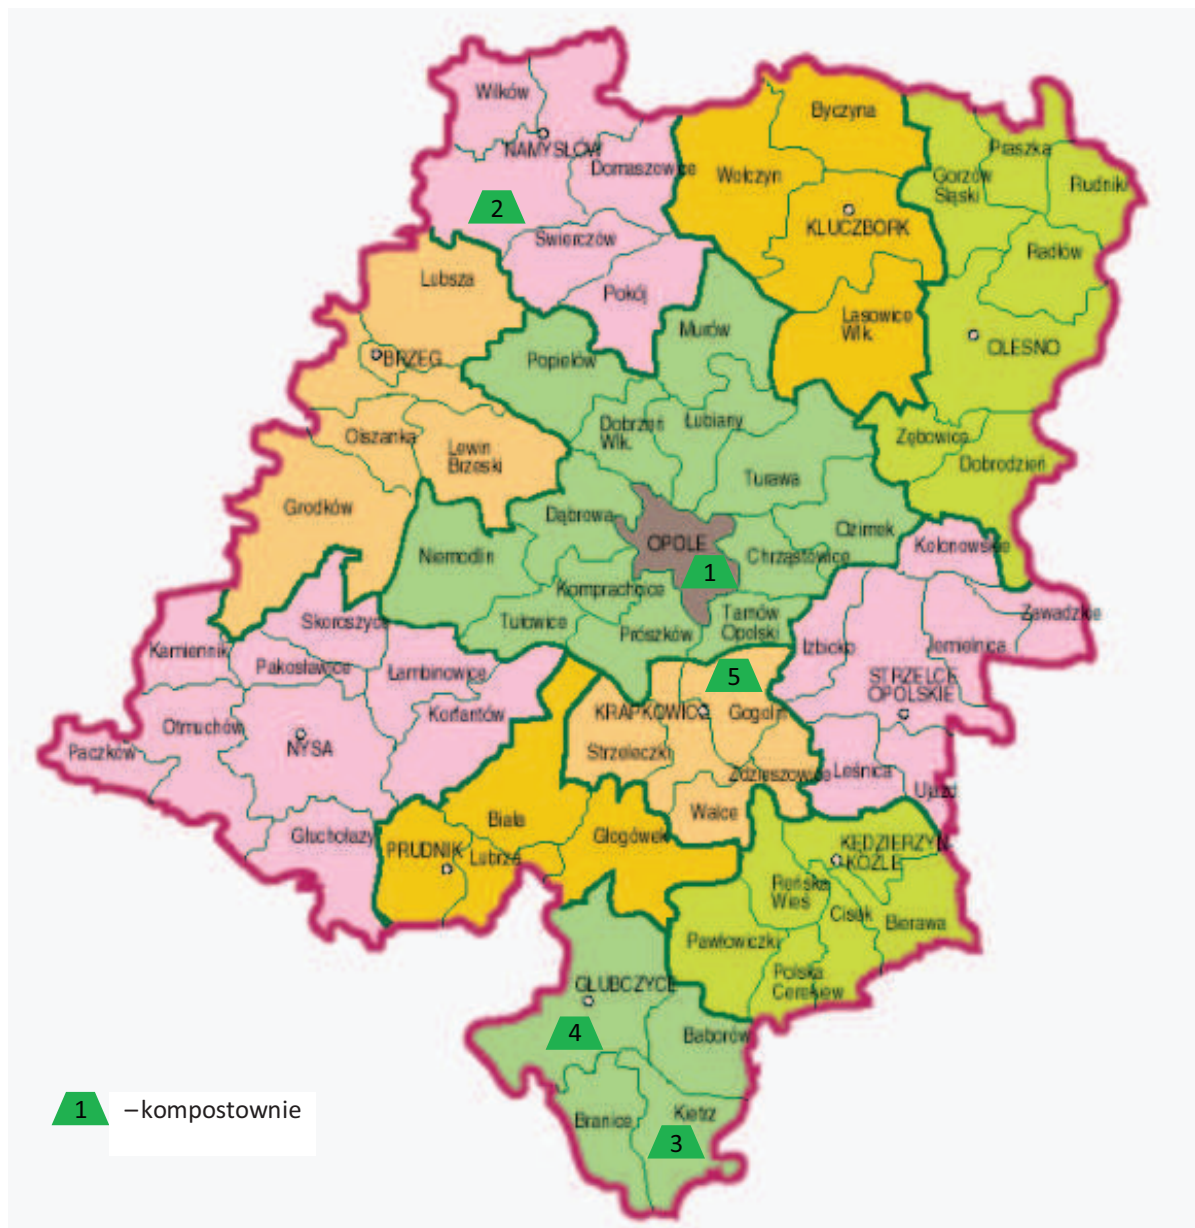 Wilków
NAMYSŁÓW
Domaszowice
2
Świerczów
Pokój
Byczyna
Wołczyn
KLUCZBORK
Lasowice
Wlk.
Praszka
Gorzów
Śląski
Rudniki
Radłów
OLESNO
Zębowice
Dobrodzień
Lubsza
BRZEG
Olszanka
Lewin
Brzeski
Grodków
Murów
Popielów
Dobrzeń
Wlk.
Łubiany
Turawa
Dąbrowa
OPOLE
1
Ozimek
Chrząstowice
Niemodlin
Komprachcice
Tułowice
Prószków
Tarnów
Opolski
Kolonowskie
Zawadzkie
Izbicko
Jemielnica
STRZELCE
OPOLSKIE
Leśnica
Ujazd
Kamiennik
Skoroszyce
Pakosławice
Łambinowice
Korfantów
Otmuchów
NYSA
Paczków
Głuchołazy
5
KRAPKOWICE
Gogolin
Strzeleczki
Zdzieszowice
Walce
Biała
PRUDNIK
Lubrza
Głogówek
KĘDZIERZYN
KOŹLE
Reńska
Wieś
Cisek
Bierawa
Pawłowiczki
Polska
Cerekiew
GŁUBCZYCE
4
Baborów
Branice
Kietrz
3
1 – kompostownie